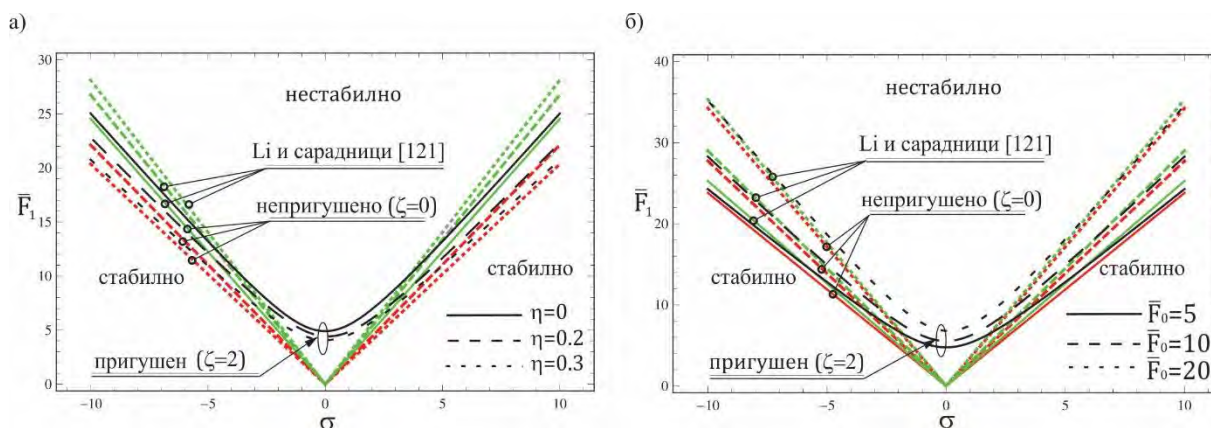 а)
30
25
20
15
10
5
0
F̅₁
нестабилно
Li и сарадници [121]
непригушено (ζ=0)
стабилно
стабилно
η=0
η=0.2
η=0.3
пригушен (ζ=2)
-10
-5
0
5
10
σ
б)
40
30
20
10
0
нестабилно
Li и сарадници [121]
непригушено (ζ=0)
стабилно
стабилно
F̅₀=5
F̅₀=10
F̅₀=20
пригушен (ζ=2)
-10
-5
0
5
10
σ